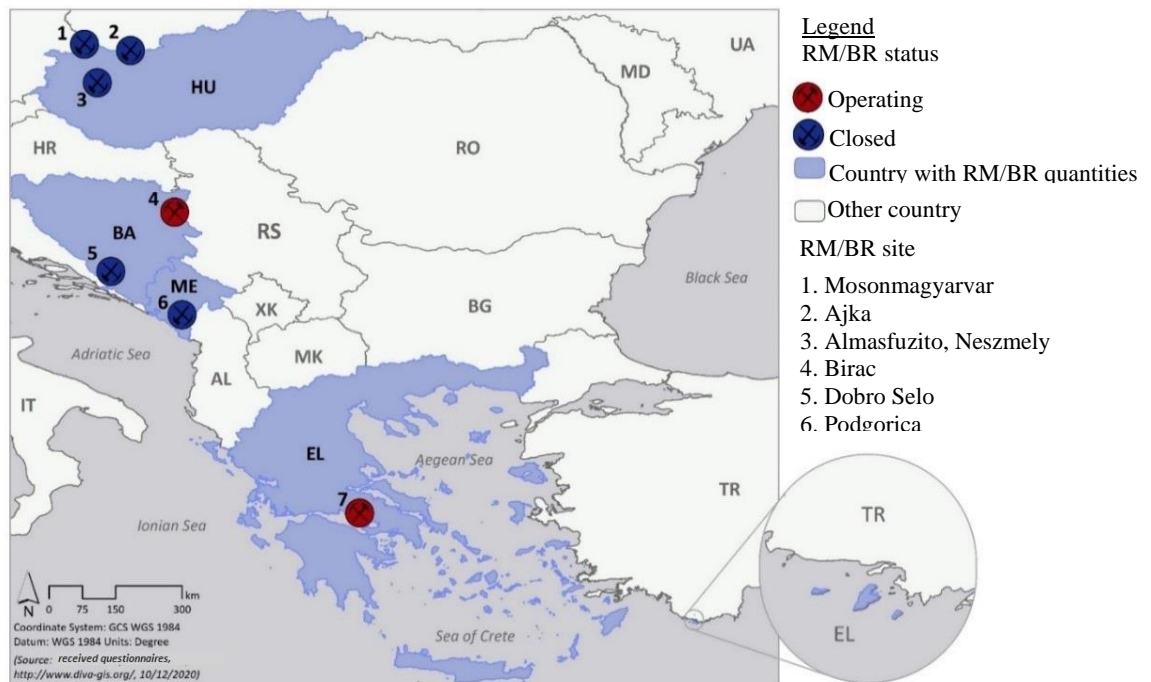 1
2
3
HU
UA
MD
HR
RO
4
BA
RS
5
ME
6
XK
BG
Black Sea
Adriatic Sea
MK
AL
IT
EL
Aegean Sea
TR
7
Ionian Sea
N
0 75 150 300 km
Coordinate System: GCS WGS 1984
Datum: WGS 1984 Units: Degree
(Source: received questionnaires,
http://www.diva-gis.org/, 10/12/2020)
Sea of Crete
TR
EL
Legend
RM/BR status
Operating
Closed
Country with RM/BR quantities
Other country
RM/BR site
1. Mosonmagyarvar
2. Ajka
3. Almasfuzito, Neszmely
4. Birac
5. Dobro Selo
6. Podgorica